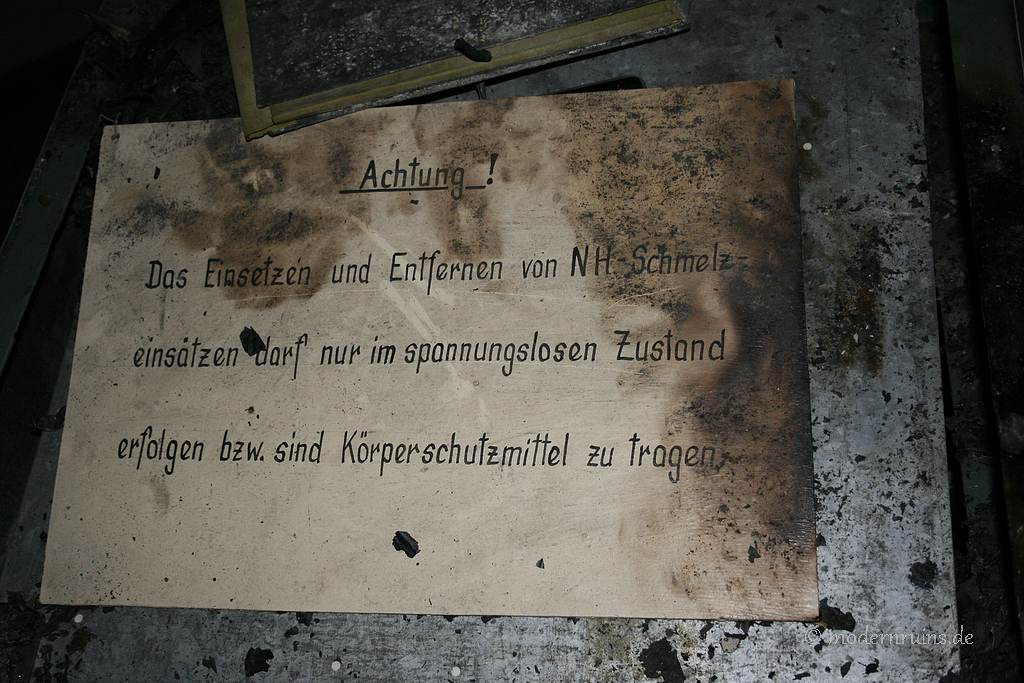 Achtung !
Das Einsetzen und Entfernen von NH-Schmelz-
einsätzen darf nur im spannungslosen Zustand
erfolgen bzw. sind Körperschutzmittel zu tragen.
© modernruns.de